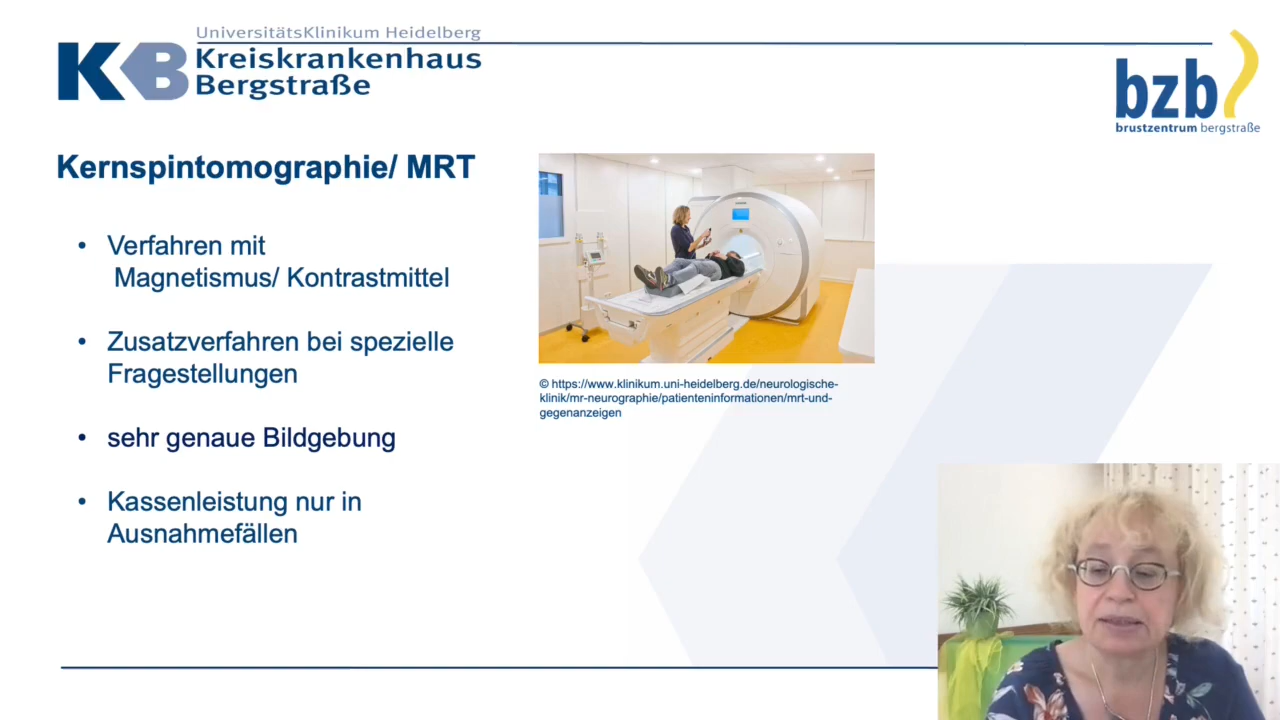 UniversitätsKlinikum Heidelberg
KB Kreiskrankenhaus
Bergstraße
bzb
brustzentrum bergstraße
Kernspintomographie/ MRT
• Verfahren mit
Magnetismus/ Kontrastmittel
• Zusatzverfahren bei spezielle
Fragestellungen
• sehr genaue Bildgebung
• Kassenleistung nur in
Ausnahmefällen
© https://www.klinikum.uni-heidelberg.de/neurologische-
klinik/mr-neurographie/patienteninformationen/mrt-und-
gegenanzeigen